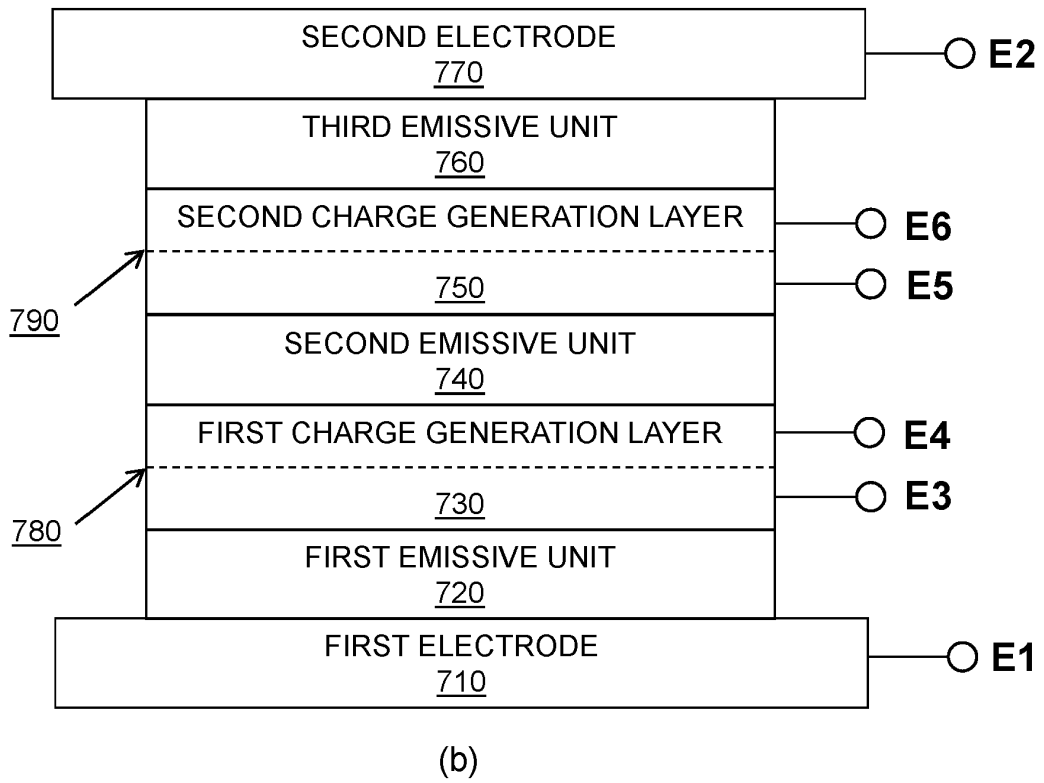 SECOND ELECTRODE
770
E2
THIRD EMISSIVE UNIT
760
SECOND CHARGE GENERATION LAYER
E6
750
E5
790
SECOND EMISSIVE UNIT
740
FIRST CHARGE GENERATION LAYER
E4
730
E3
780
FIRST EMISSIVE UNIT
720
FIRST ELECTRODE
710
E1
(b)